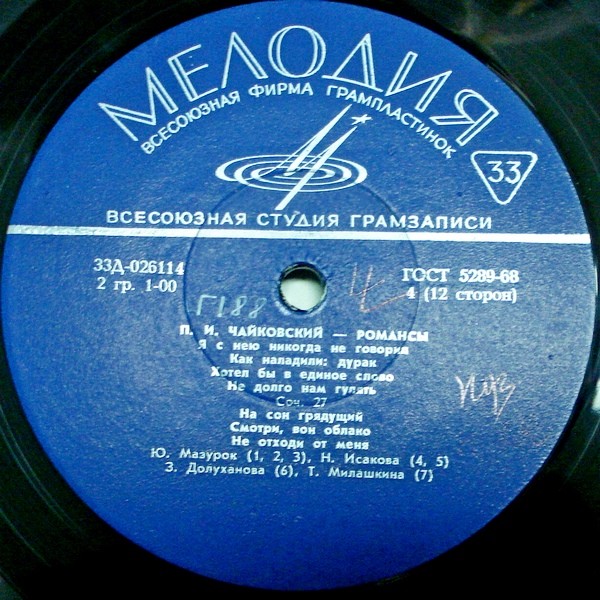 МЕЛОДИЯ
ВСЕСОЮЗНАЯ ФИРМА ГРАМПЛАСТИНОК
33
ВСЕСОЮЗНАЯ СТУДИЯ ГРАМЗАПИСИ
33Д-026114
2 гр. 1-00
ГОСТ 5289-68
4 (12 сторон)
Г188
П. И. ЧАЙКОВСКИЙ — РОМАНСЫ
Я с нею никогда не говорил
Как наладили: дурак
Хотел бы в единое слово
Не долго нам гулять
Соч. 27
На сон грядущий
Смотри, вон облако
Не отходи от меня
Ю. Мазурок (1, 2, 3), Н. Исакова (4, 5)
З. Долуханова (6), Т. Милашкина (7)